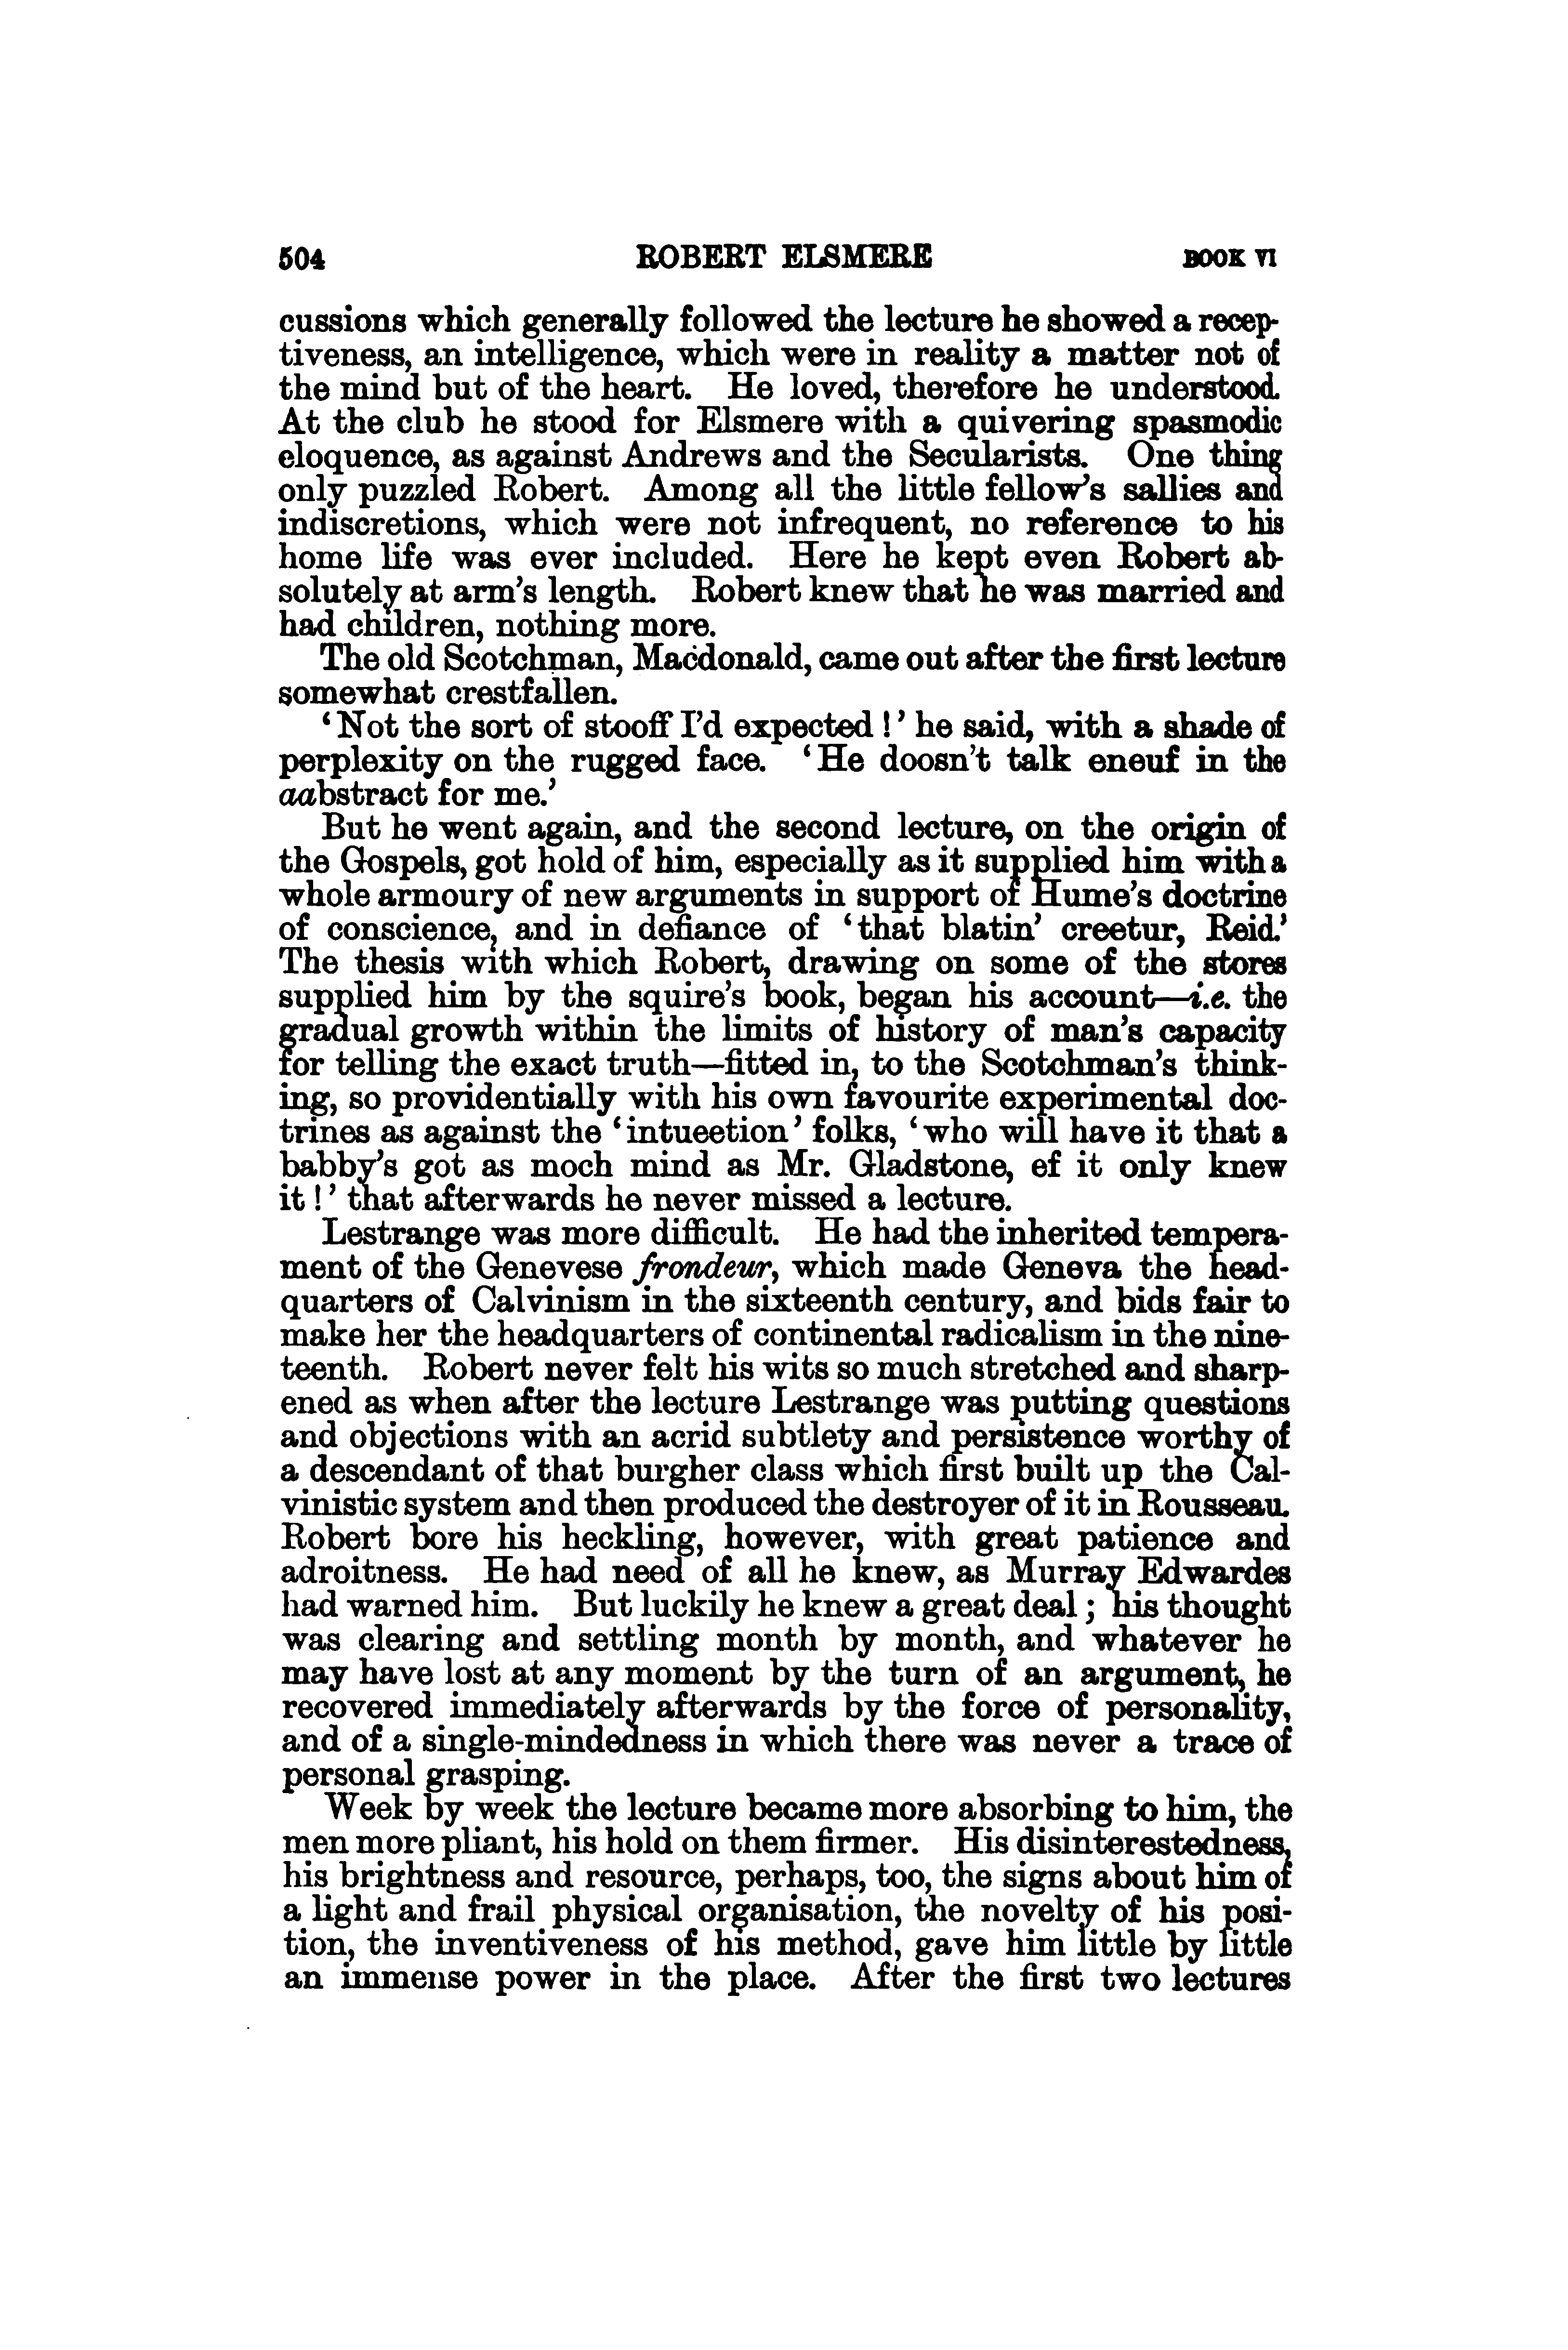 504 ROBERT ELSMERE BOOK VI
cussions which generally followed the lecture he showed a recep-
tiveness, an intelligence, which were in reality a matter not of
the mind but of the heart. He loved, therefore he understood.
At the club he stood for Elsmere with a quivering spasmodic
eloquence, as against Andrews and the Secularists. One thing
only puzzled Robert. Among all the little fellow's sallies and
indiscretions, which were not infrequent, no reference to his
home life was ever included. Here he kept even Robert ab-
solutely at arm's length. Robert knew that he was married and
had children, nothing more.
The old Scotchman, Macdonald, came out after the first lecture
somewhat crestfallen.
‘Not the sort of stooff I'd expected!’ he said, with a shade of
perplexity on the rugged face. ‘He doosn't talk eneuf in the
aabstract for me.’
But he went again, and the second lecture, on the origin of
the Gospels, got hold of him, especially as it supplied him with a
whole armoury of new arguments in support of Hume's doctrine
of conscience, and in defiance of ‘that blatin’ creetur, Reid.’
The thesis with which Robert, drawing on some of the stores
supplied him by the squire's book, began his account—i.e. the
gradual growth within the limits of history of man's capacity
for telling the exact truth—fitted in, to the Scotchman's think-
ing, so providentially with his own favourite experimental doc-
trines as against the ‘intueetion’ folks, ‘who will have it that a
babby's got as moch mind as Mr. Gladstone, ef it only knew
it!’ that afterwards he never missed a lecture.
Lestrange was more difficult. He had the inherited tempera-
ment of the Genevese frondeur, which made Geneva the head-
quarters of Calvinism in the sixteenth century, and bids fair to
make her the headquarters of continental radicalism in the nine-
teenth. Robert never felt his wits so much stretched and sharp-
ened as when after the lecture Lestrange was putting questions
and objections with an acrid subtlety and persistence worthy of
a descendant of that burgher class which first built up the Cal-
vinistic system and then produced the destroyer of it in Rousseau.
Robert bore his heckling, however, with great patience and
adroitness. He had need of all he knew, as Murray Edwardes
had warned him. But luckily he knew a great deal; his thought
was clearing and settling month by month, and whatever he
may have lost at any moment by the turn of an argument, he
recovered immediately afterwards by the force of personality,
and of a single-mindedness in which there was never a trace of
personal grasping.
Week by week the lecture became more absorbing to him, the
men more pliant, his hold on them firmer. His disinterestedness,
his brightness and resource, perhaps, too, the signs about him of
a light and frail physical organisation, the novelty of his posi-
tion, the inventiveness of his method, gave him little by little
an immense power in the place. After the first two lectures